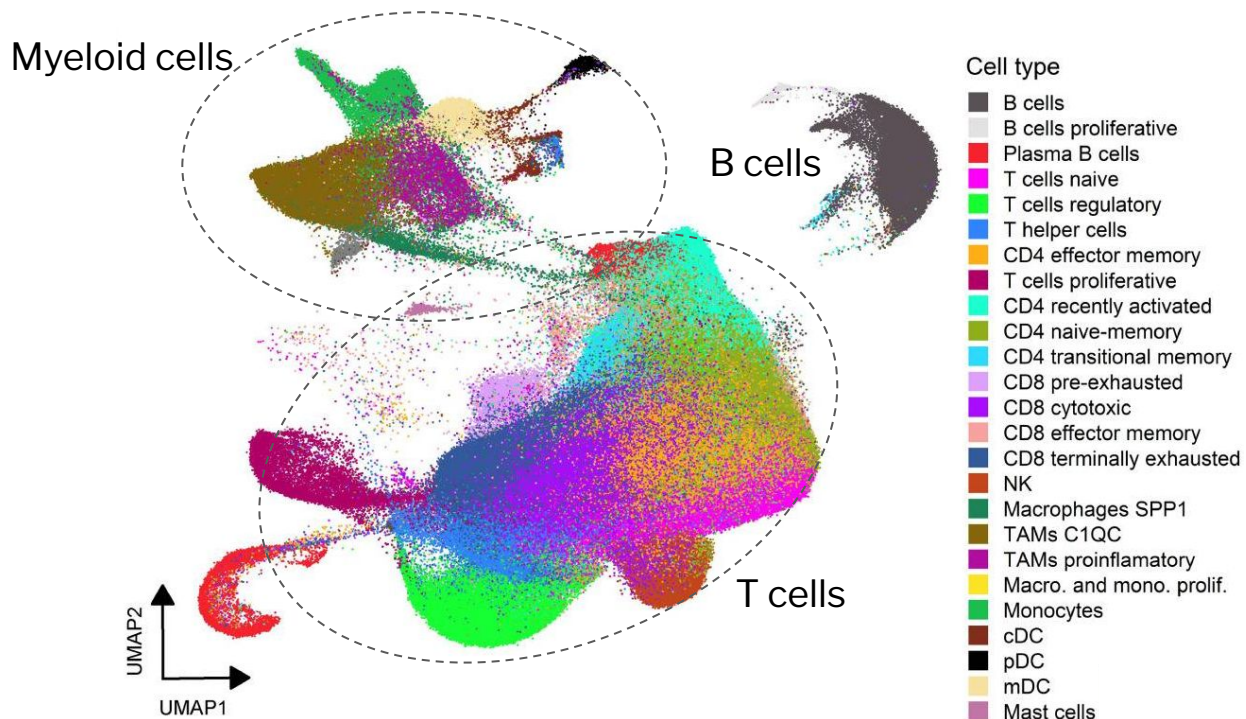 Myeloid cells
B cells
T cells
UMAP2
UMAP1
Cell type
B cells
B cells proliferative
Plasma B cells
T cells naive
T cells regulatory
T helper cells
CD4 effector memory
T cells proliferative
CD4 recently activated
CD4 naive-memory
CD4 transitional memory
CD8 pre-exhausted
CD8 cytotoxic
CD8 effector memory
CD8 terminally exhausted
NK
Macrophages SPP1
TAMs C1QC
TAMs proinflamatory
Macro. and mono. prolif.
Monocytes
cDC
pDC
mDC
Mast cells